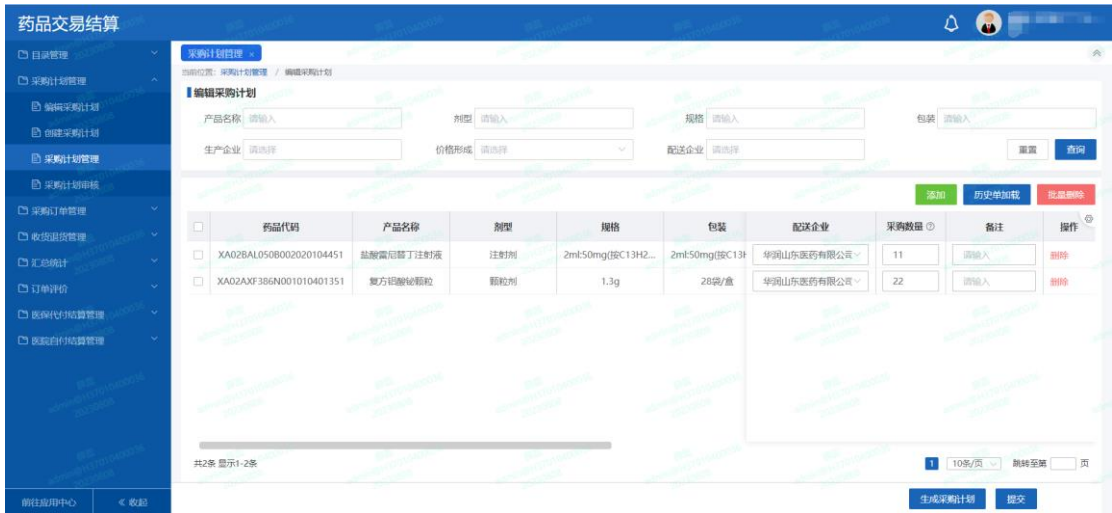 药品交易结算
目录管理
采购计划管理
编辑采购计划
创建采购计划
采购计划管理
采购计划审核
采购订单管理
收货退货管理
汇总统计
订单评价
医保代付结算管理
医院自付结算管理
前往应用中心 《 收起
采购计划管理 ×
当前位置: 采购计划管理 / 编辑采购计划
编辑采购计划
产品名称 请输入 剂型 请输入 规格 请输入 包装 请输入
生产企业 请选择 价格形成 请选择 配送企业 请选择 重置 查询
添加 历史单加载 批量删除
药品代码 产品名称 剂型 规格 包装 配送企业 采购数量 备注 操作
XA02BAL050B002020104451 盐酸雷尼替丁注射液 注射剂 2ml:50mg(按C13H2... 2ml:50mg(按C13H 华润山东医药有限公司 11 请输入 删除
XA02AXF386N001010401351 复方铝酸铋颗粒 颗粒剂 1.3g 28袋/盒 华润山东医药有限公司 22 请输入 删除
共2条 显示1-2条 1 10条/页 跳转至第 页
生成采购计划 提交